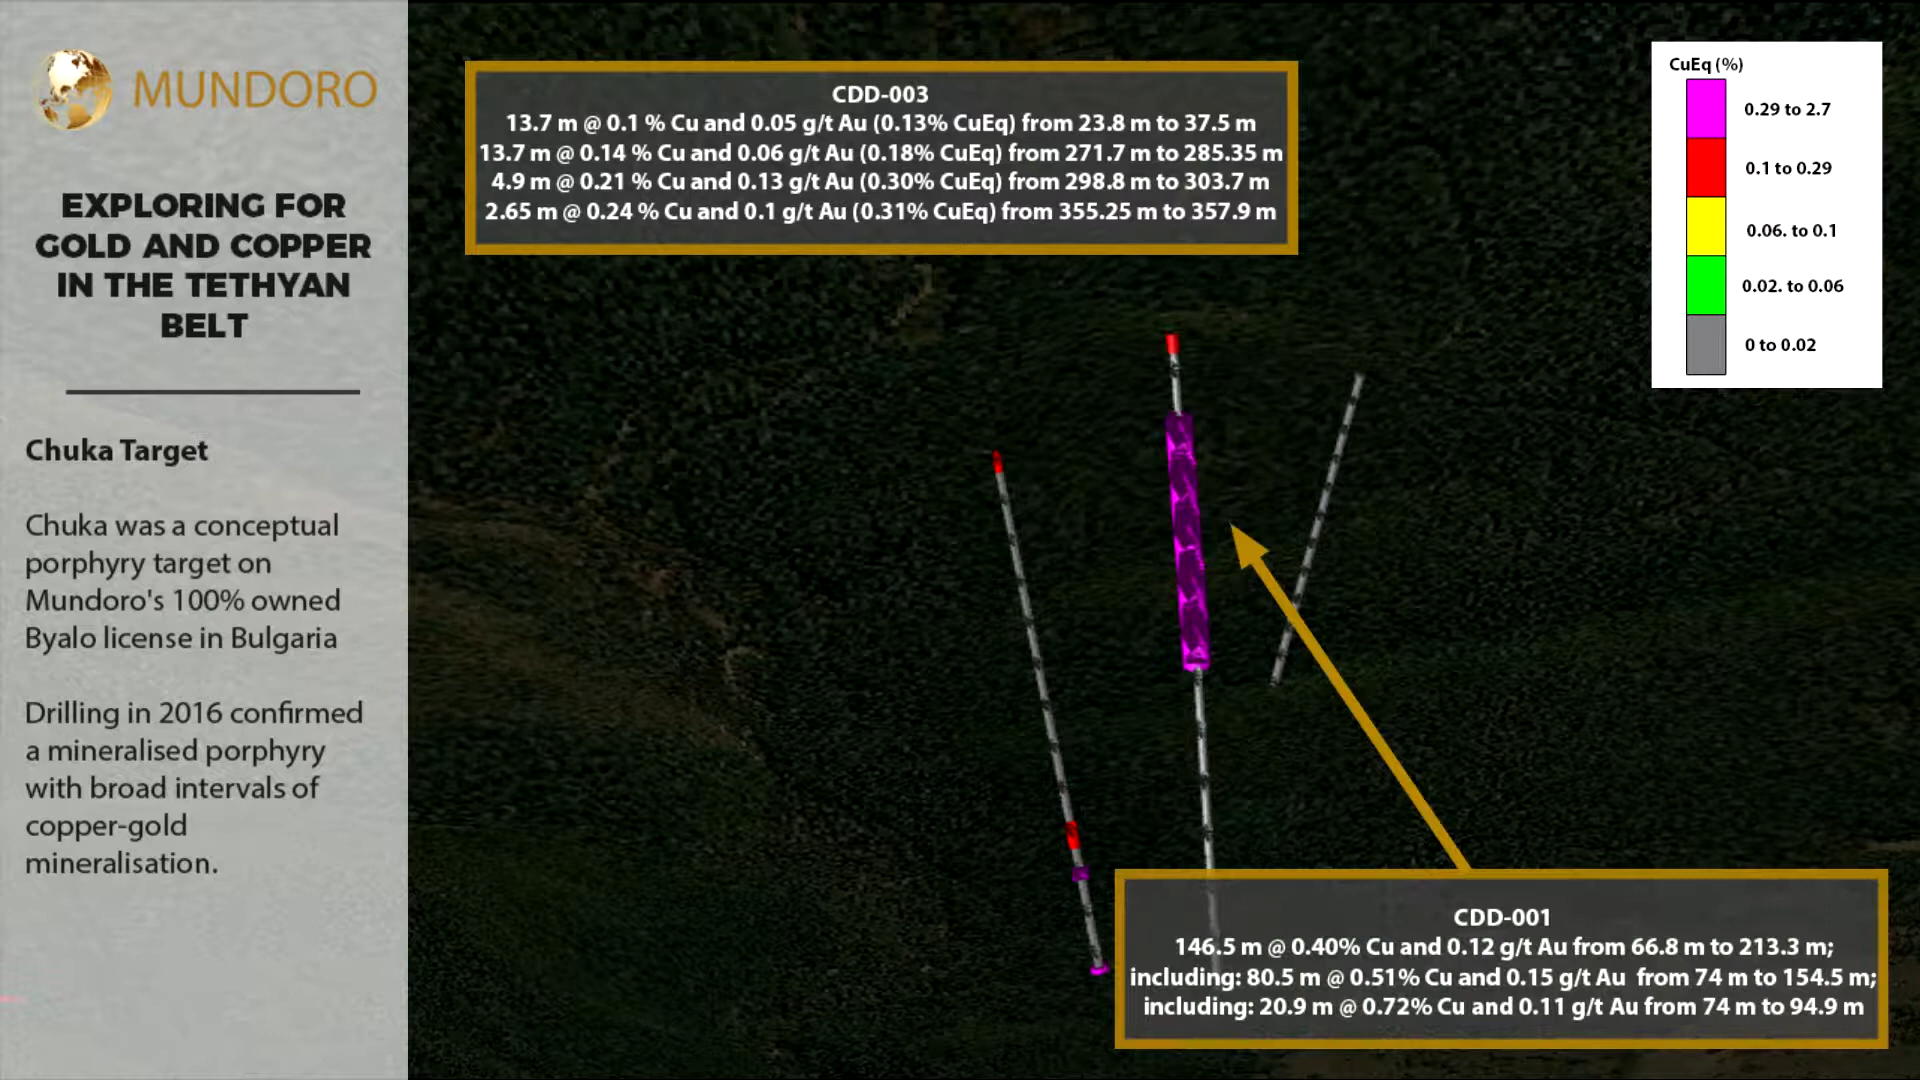 MUNDORO
EXPLORING FOR
GOLD AND COPPER
IN THE TETHYAN
BELT
Chuka Target
Chuka was a conceptual
porphyry target on
Mundoro's 100% owned
Byalo license in Bulgaria
Drilling in 2016 confirmed
a mineralised porphyry
with broad intervals of
copper-gold
mineralisation.
CDD-003
13.7 m @ 0.1 % Cu and 0.05 g/t Au (0.13% CuEq) from 23.8 m to 37.5 m
13.7 m @ 0.14 % Cu and 0.06 g/t Au (0.18% CuEq) from 271.7 m to 285.35 m
4.9 m @ 0.21 % Cu and 0.13 g/t Au (0.30% CuEq) from 298.8 m to 303.7 m
2.65 m @ 0.24 % Cu and 0.1 g/t Au (0.31% CuEq) from 355.25 m to 357.9 m
CuEq (%)
0.29 to 2.7
0.1 to 0.29
0.06. to 0.1
0.02. to 0.06
0 to 0.02
CDD-001
146.5 m @ 0.40% Cu and 0.12 g/t Au from 66.8 m to 213.3 m;
including: 80.5 m @ 0.51% Cu and 0.15 g/t Au from 74 m to 154.5 m;
including: 20.9 m @ 0.72% Cu and 0.11 g/t Au from 74 m to 94.9 m